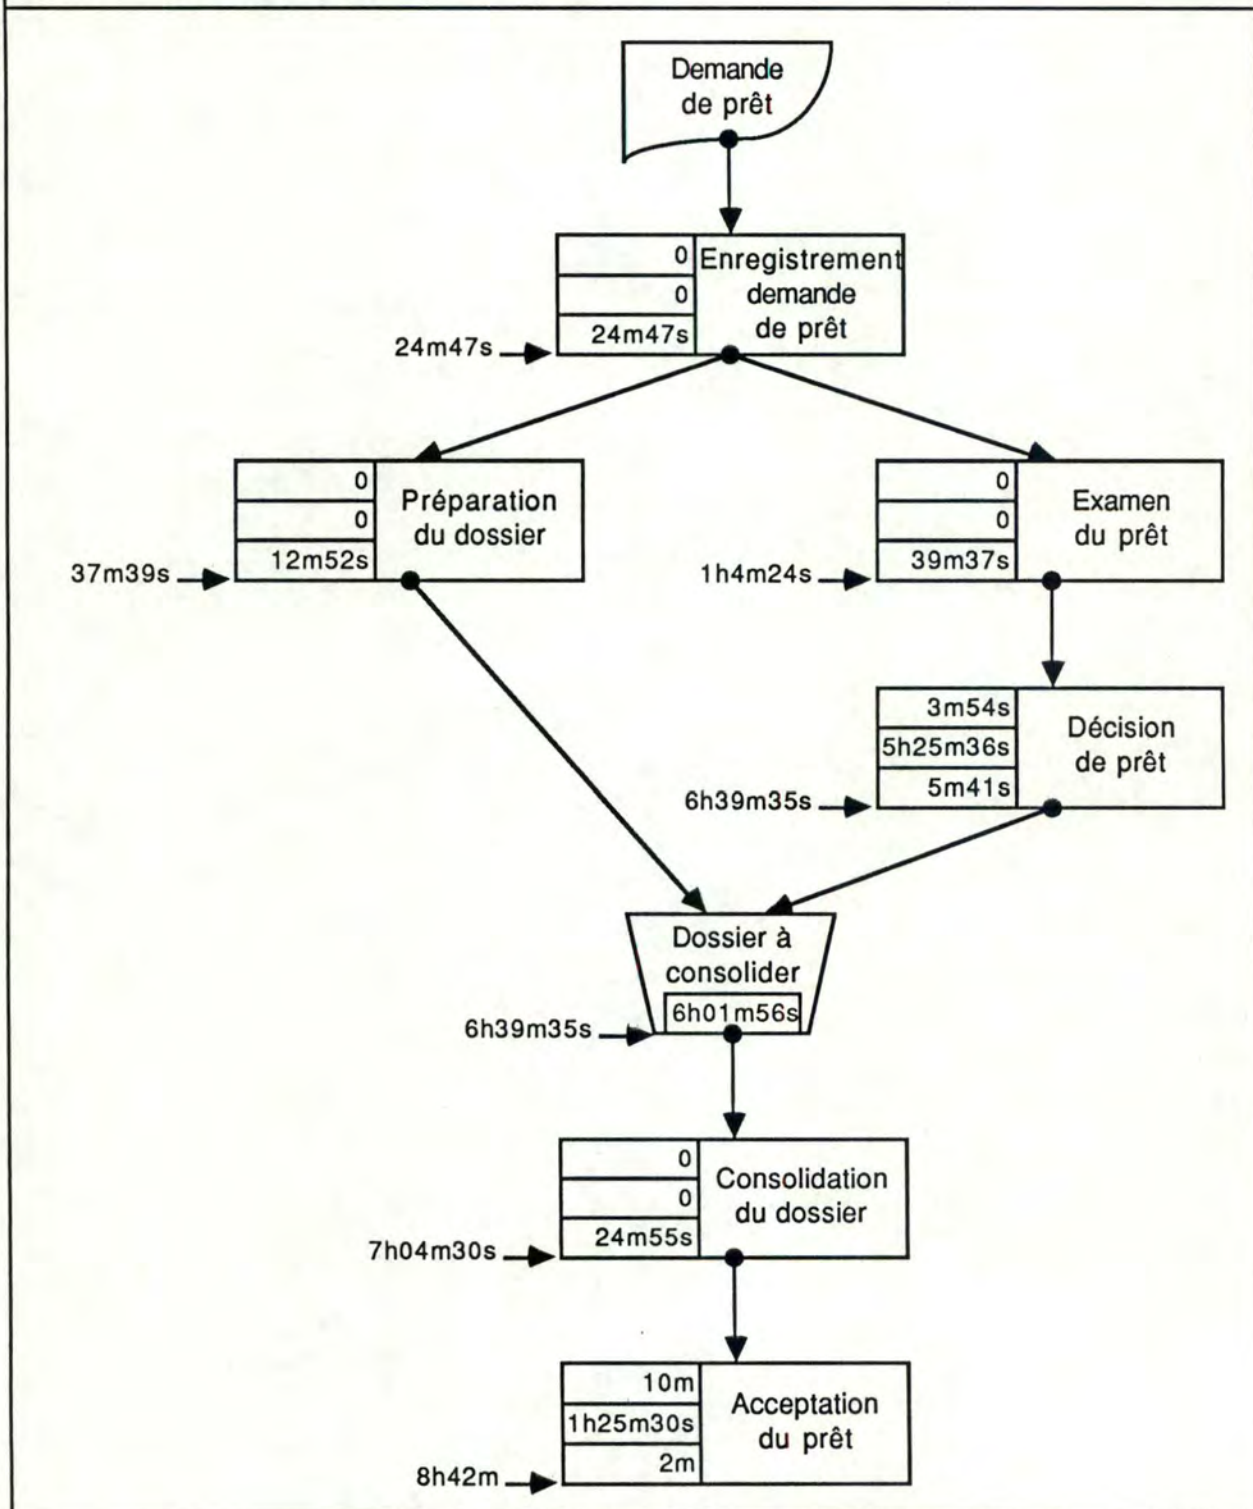 Demande
de prêt
0
0
24m47s
Enregistrement
demande
de prêt
24m47s
0
0
12m52s
Préparation
du dossier
37m39s
0
0
39m37s
Examen
du prêt
1h4m24s
3m54s
5h25m36s
5m41s
Décision
de prêt
6h39m35s
Dossier à
consolider
6h01m56s
6h39m35s
0
0
24m55s
Consolidation
du dossier
7h04m30s
10m
1h25m30s
2m
Acceptation
du prêt
8h42m